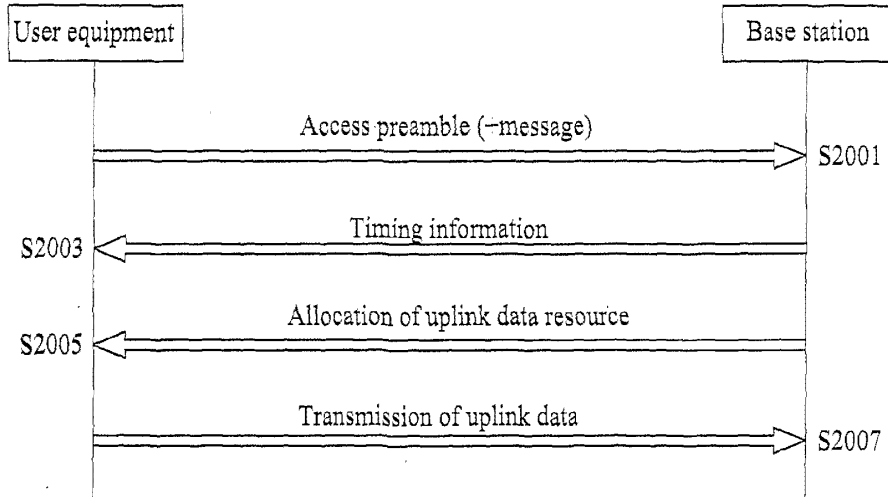 User equipment
Base station
Access preamble (−message)
S2001
Timing information
S2003
Allocation of uplink data resource
S2005
Transmission of uplink data
S2007